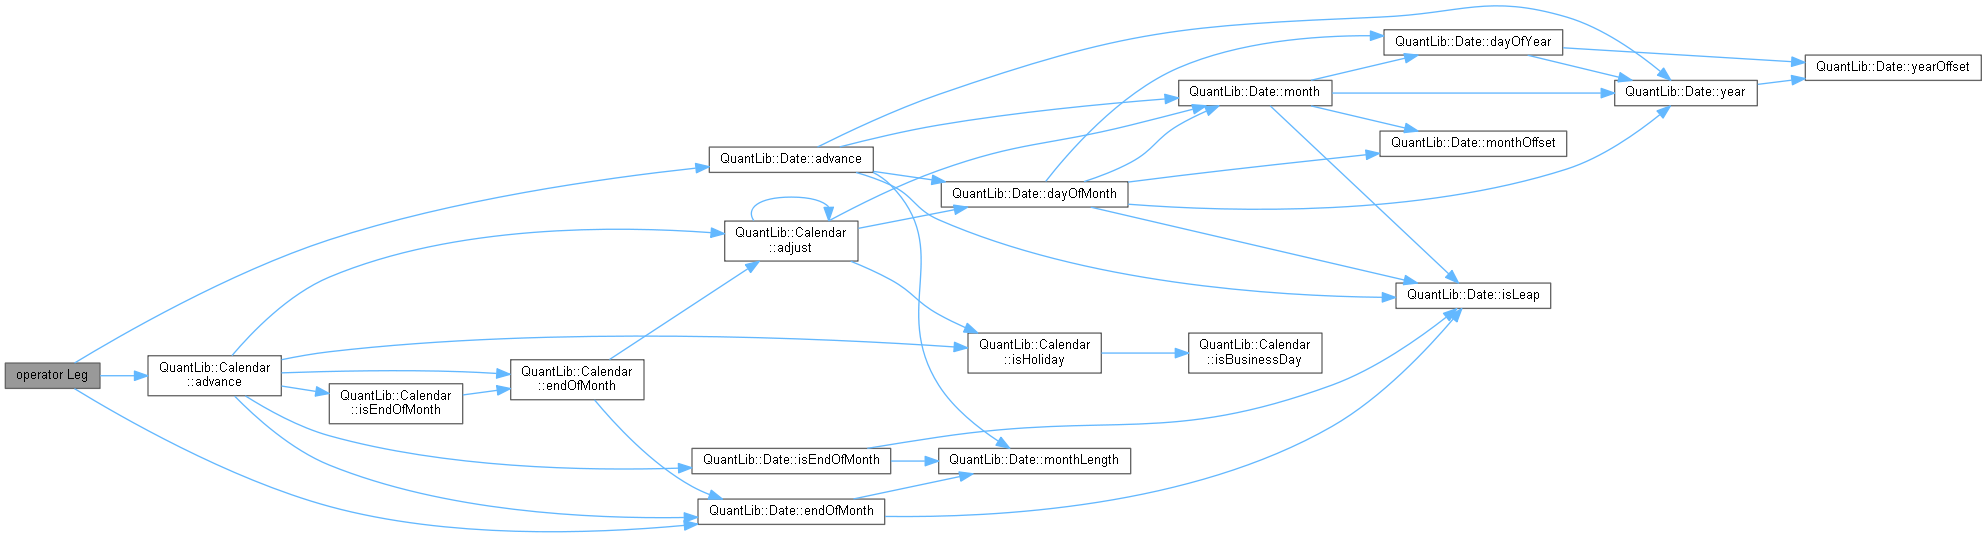 operator Leg
QuantLib::Calendar
::advance
QuantLib::Calendar
::isEndOfMonth
QuantLib::Calendar
::endOfMonth
QuantLib::Date::advance
QuantLib::Calendar
::adjust
QuantLib::Date::isEndOfMonth
QuantLib::Date::endOfMonth
QuantLib::Date::dayOfMonth
QuantLib::Calendar
::isHoliday
QuantLib::Date::monthLength
QuantLib::Date::month
QuantLib::Calendar
::isBusinessDay
QuantLib::Date::dayOfYear
QuantLib::Date::monthOffset
QuantLib::Date::isLeap
QuantLib::Date::year
QuantLib::Date::yearOffset